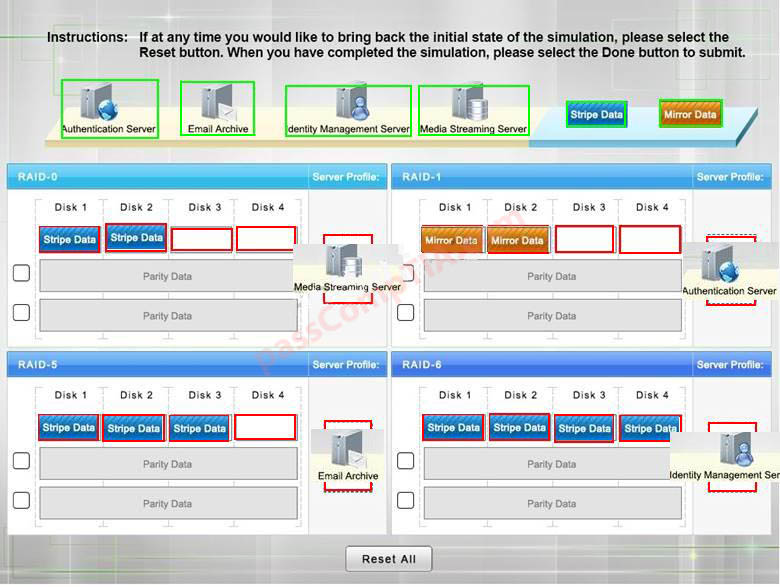 Instructions: If at any time you would like to bring back the initial state of the simulation, please select the
Reset button. When you have completed the simulation, please select the Done button to submit.
Authentication Server Email Archive Identity Management Server Media Streaming Server Stripe Data Mirror Data
RAID-0 Server Profile:
Disk 1 Disk 2 Disk 3 Disk 4
Stripe Data Stripe Data
Parity Data
Media Streaming Server
Parity Data
RAID-1 Server Profile:
Disk 1 Disk 2 Disk 3 Disk 4
Mirror Data Mirror Data
Parity Data
Authentication Server
Parity Data
RAID-5 Server Profile:
Disk 1 Disk 2 Disk 3 Disk 4
Stripe Data Stripe Data Stripe Data
Parity Data
Email Archive
Parity Data
RAID-6 Server Profile:
Disk 1 Disk 2 Disk 3 Disk 4
Stripe Data Stripe Data Stripe Data Stripe Data
Parity Data
Identity Management Ser
Parity Data
Reset All